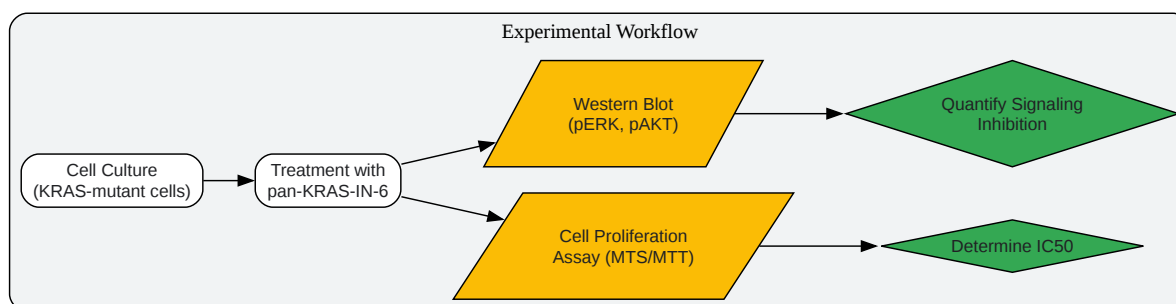 Experimental Workflow
Cell Culture
(KRAS-mutant cells)
Treatment with
pan-KRAS-IN-6
Western Blot
(pERK, pAKT)
Quantify Signaling
Inhibition
Cell Proliferation
Assay (MTS/MTT)
Determine IC50